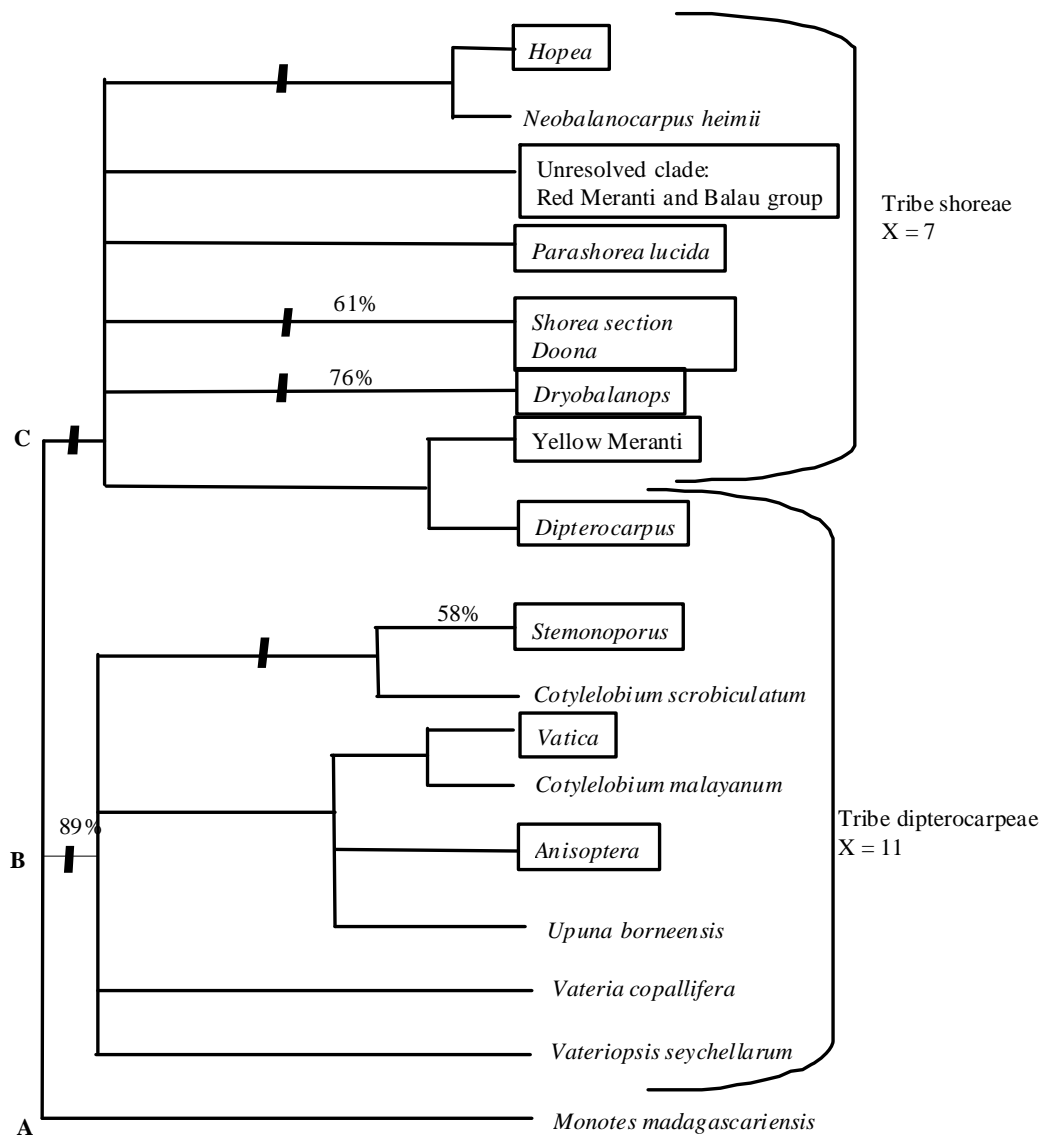 Hopea
Neobalanocarpus heimii
Unresolved clade:
Red Meranti and Balau group
Tribe shoreae
X = 7
Parashorea lucida
61%
Shorea section
Doona
76%
Dryobalanops
C
Yellow Meranti
Dipterocarpus
58%
Stemonoporus
Cotylelobium scrobiculatum
Vatica
Cotylelobium malayanum
Tribe dipterocarpeae
X = 11
89%
B
Anisoptera
Upuna borneensis
Vateria copallifera
Vateriopsis seychellarum
A
Monotes madagascariensis